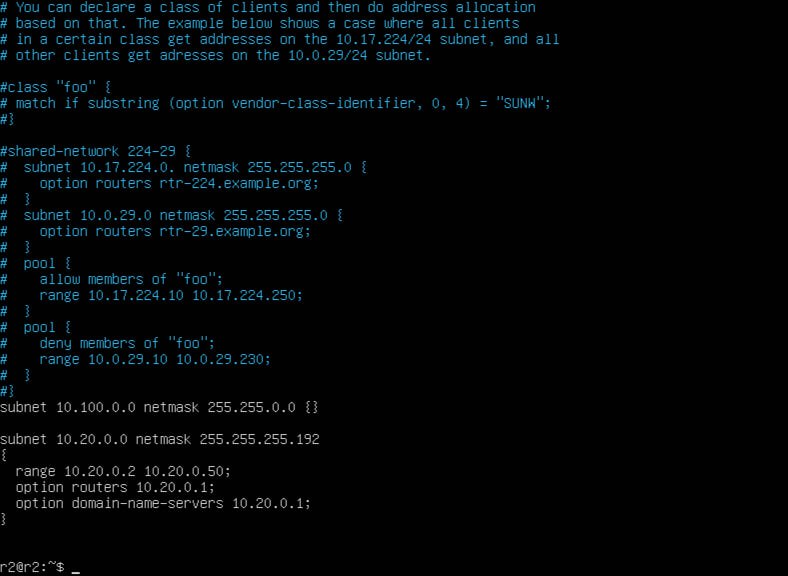 # You can declare a class of clients and then do address allocation
# based on that. The example below shows a case where all clients
# in a certain class get addresses on the 10.17.224/24 subnet, and all
# other clients get adresses on the 10.0.29/24 subnet.

#class "foo" {
# match if substring (option vendor-class-identifier, 0, 4) = "SUNW";
#}

#shared-network 224-29 {
#  subnet 10.17.224.0. netmask 255.255.255.0 {
#    option routers rtr-224.example.org;
#  }
#  subnet 10.0.29.0 netmask 255.255.255.0 {
#    option routers rtr-29.example.org;
#  }
#  pool {
#    allow members of "foo";
#    range 10.17.224.10 10.17.224.250;
#  }
#  pool {
#    deny members of "foo";
#    range 10.0.29.10 10.0.29.230;
#  }
#}
subnet 10.100.0.0 netmask 255.255.0.0 {}

subnet 10.20.0.0 netmask 255.255.255.192
{
  range 10.20.0.2 10.20.0.50;
  option routers 10.20.0.1;
  option domain-name-servers 10.20.0.1;
}

r2@r2:~$ _